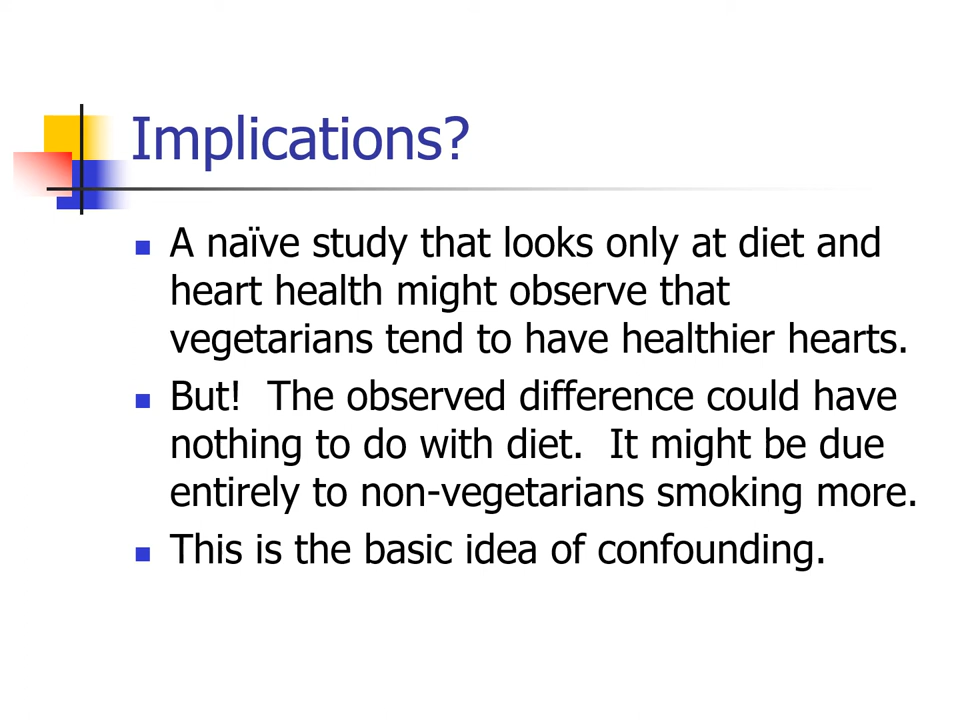 Implications?
A naïve study that looks only at diet and
heart health might observe that
vegetarians tend to have healthier hearts.
But!  The observed difference could have
nothing to do with diet.  It might be due
entirely to non-vegetarians smoking more.
This is the basic idea of confounding.